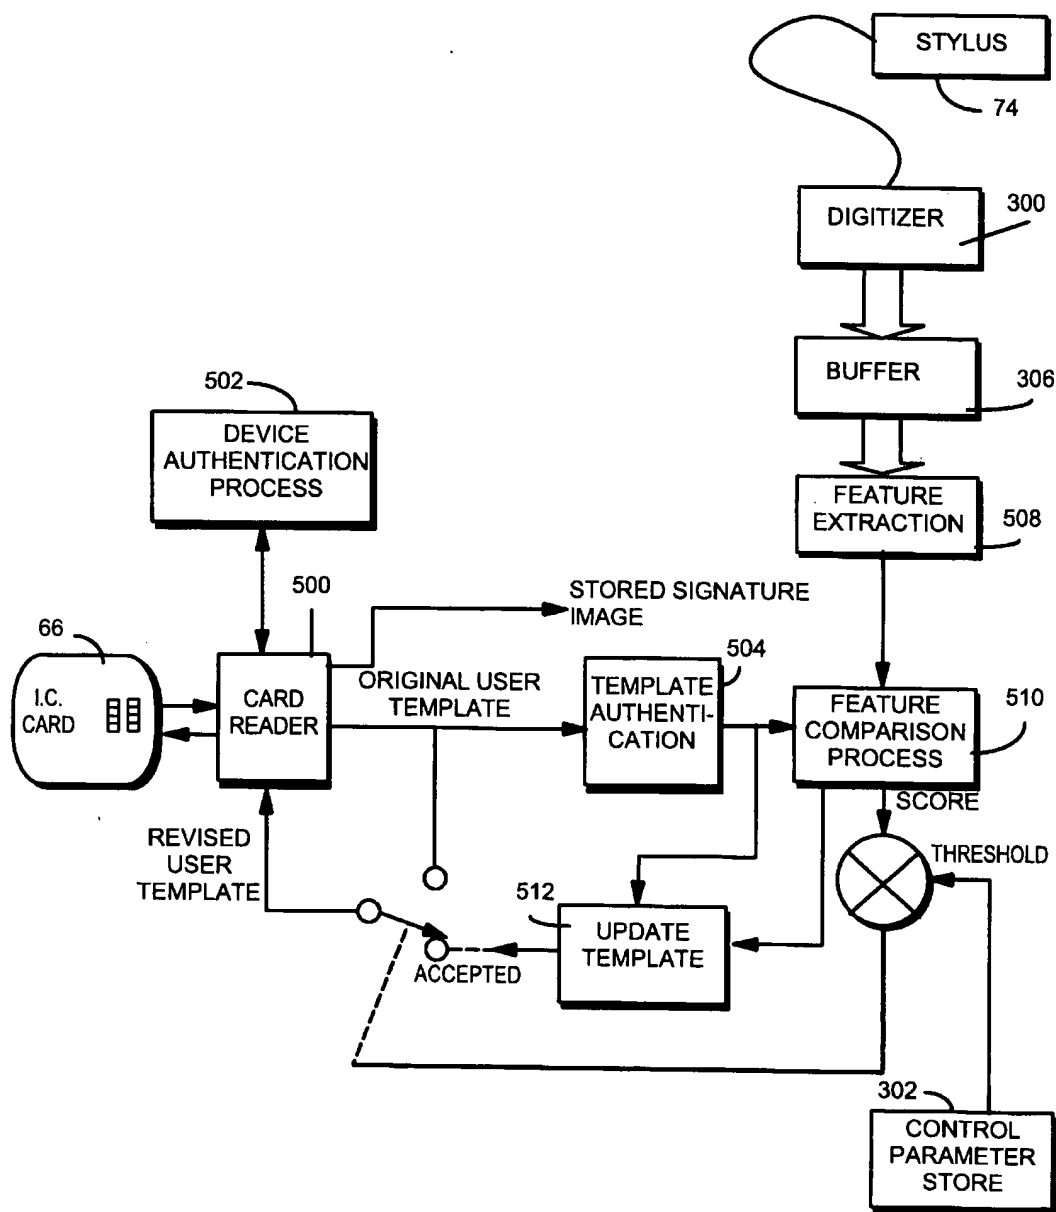 STYLUS
74
DIGITIZER
300
BUFFER
306
502
DEVICE
AUTHENTICATION
PROCESS
FEATURE
EXTRACTION
508
500
STORED SIGNATURE
IMAGE
66
504
I.C.
CARD
CARD
READER
ORIGINAL USER
TEMPLATE
TEMPLATE
AUTHENTI-
CATION
FEATURE
COMPARISON
PROCESS
510
SCORE
REVISED
USER
TEMPLATE
THRESHOLD
512
UPDATE
TEMPLATE
ACCEPTED
302
CONTROL
PARAMETER
STORE